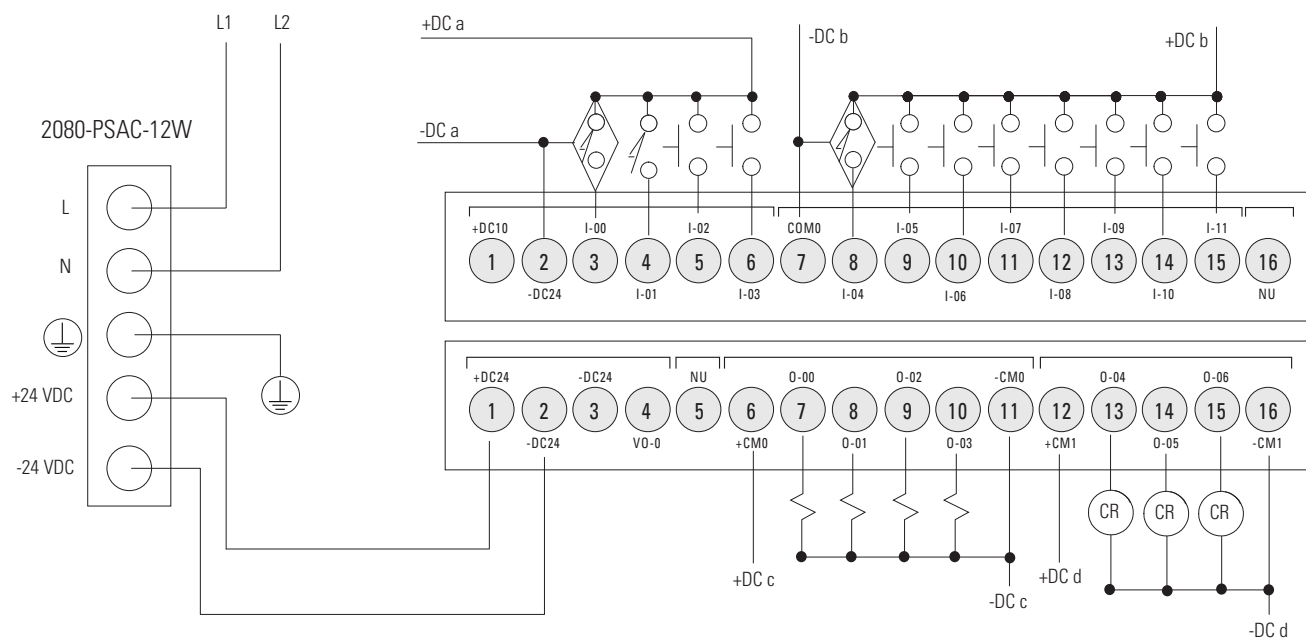 L1 L2 +DC a -DC b +DC b
2080-PSAC-12W
-DC a
L
N
+24 VDC
-24 VDC
+DC10 I-00 I-02 COM0 I-05 I-07 I-09 I-11
1 2 3 4 5 6 7 8 9 10 11 12 13 14 15 16
-DC24 I-01 I-03 I-04 I-06 I-08 I-10 NU
+DC24 -DC24 NU O-00 O-02 -CM0 O-04 O-06
1 2 3 4 5 6 7 8 9 10 11 12 13 14 15 16
-DC24 VO-0 +CM0 O-01 O-03 +CM1 O-05 -CM1
CR CR CR
+DC c -DC c +DC d -DC d